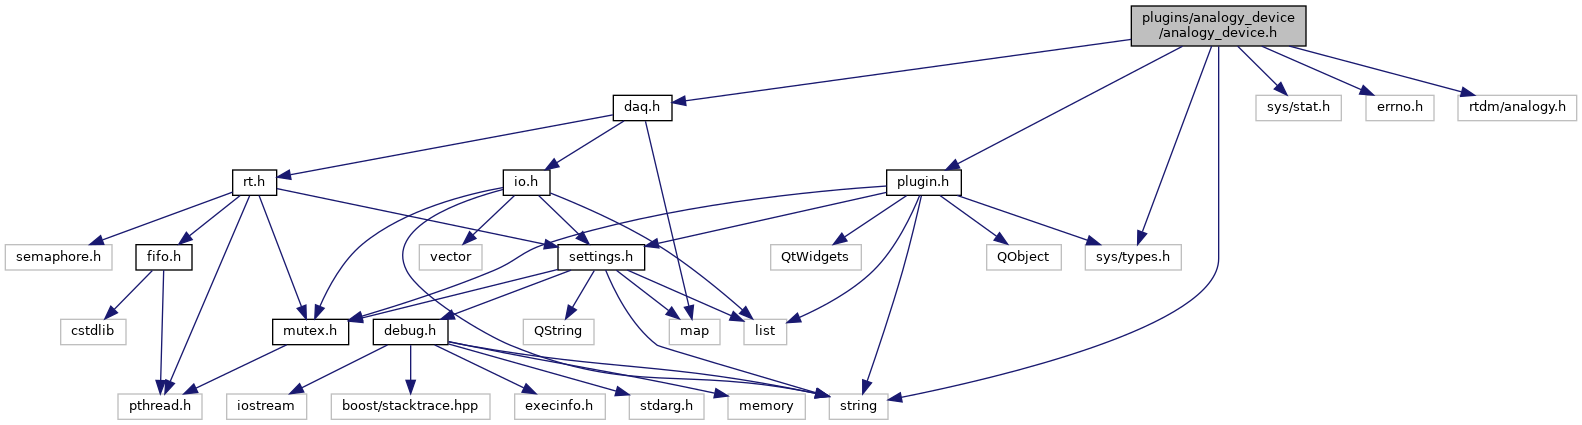 plugins/analogy_device
/analogy_device.h
daq.h
sys/stat.h
errno.h
rtdm/analogy.h
rt.h
io.h
plugin.h
semaphore.h
fifo.h
vector
settings.h
QtWidgets
QObject
sys/types.h
cstdlib
mutex.h
debug.h
QString
map
list
pthread.h
iostream
boost/stacktrace.hpp
execinfo.h
stdarg.h
memory
string